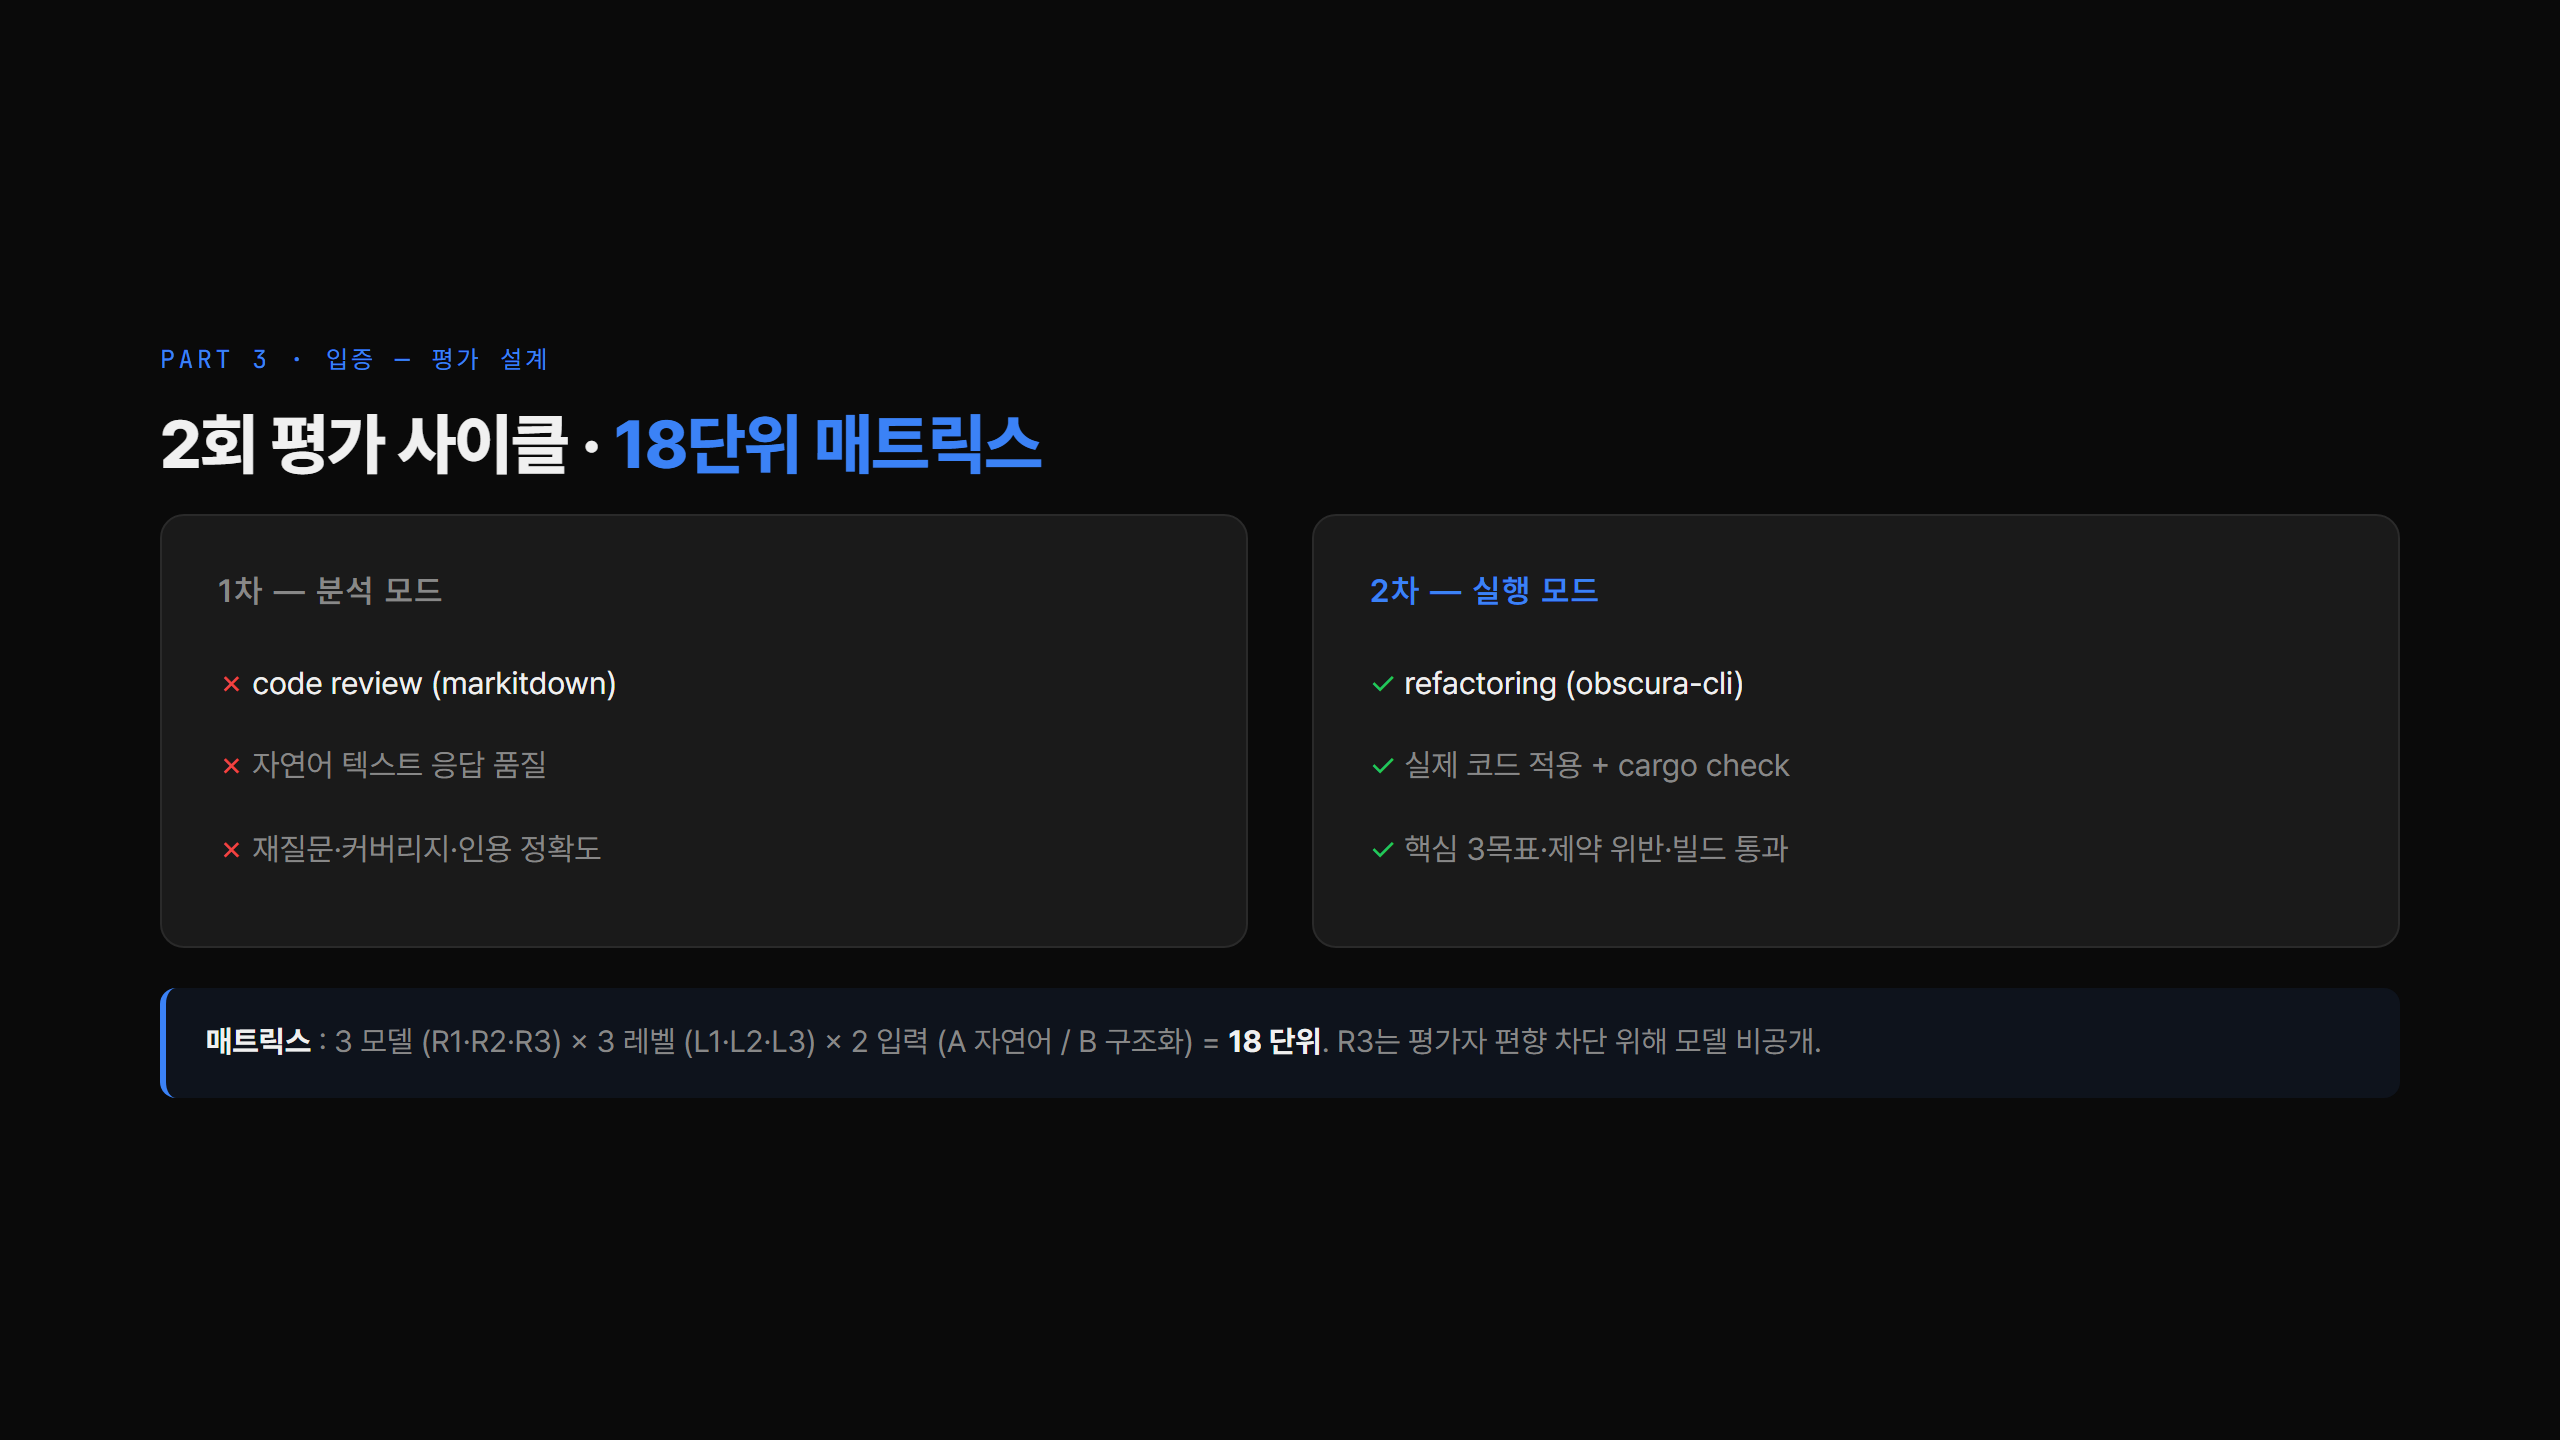 PART 3 · 입증 — 평가 설계
2회 평가 사이클 · 18단위 매트릭스
1차 — 분석 모드
✕ code review (markitdown)
✕ 자연어 텍스트 응답 품질
✕ 재질문·커버리지·인용 정확도
2차 — 실행 모드
✓ refactoring (obscura-cli)
✓ 실제 코드 적용 + cargo check
✓ 핵심 3목표·제약 위반·빌드 통과
매트릭스 : 3 모델 (R1·R2·R3) × 3 레벨 (L1·L2·L3) × 2 입력 (A 자연어 / B 구조화) = 18 단위. R3는 평가자 편향 차단 위해 모델 비공개.